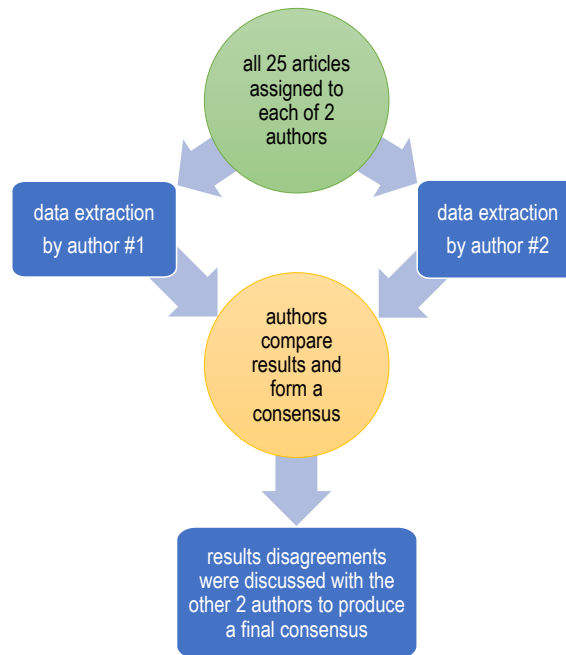 all 25 articles
assigned to
each of 2
authors
data extraction
by author #1
data extraction
by author #2
authors
compare
results and
form a
consensus
results disagreements
were discussed with the
other 2 authors to produce
a final consensus